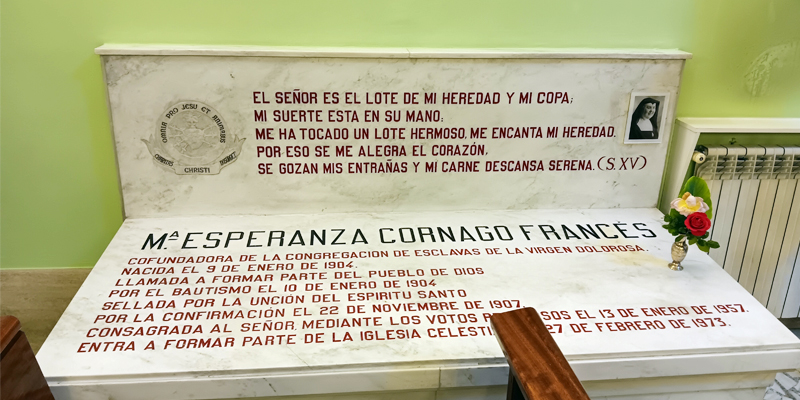 OMNIA PRO JESU ET ANIMABUS
CHRISTI
EL SEÑOR ES EL LOTE DE MI HEREDAD Y MI COPA;
MI SUERTE ESTA EN SU MANO;
ME HA TOCADO UN LOTE HERMOSO, ME ENCANTA MI HEREDAD.
POR ESO SE ME ALEGRA EL CORAZÓN,
SE GOZAN MIS ENTRAÑAS Y MI CARNE DESCANSA SERENA. (S. XV)
Mª ESPERANZA CORNAGO FRANCÉS
COFUNDADORA DE LA CONGREGACION DE ESCLAVAS DE LA VIRGEN DOLOROSA.
NACIDA EL 9 DE ENERO DE 1904.
LLAMADA A FORMAR PARTE DEL PUEBLO DE DIOS
POR EL BAUTISMO EL 10 DE ENERO DE 1904
SELLADA POR LA UNCIÓN DEL ESPIRITU SANTO
POR LA CONFIRMACIÓN EL 22 DE NOVIEMBRE DE 1907.
CONSAGRADA AL SEÑOR, MEDIANTE LOS VOTOS EL 13 DE ENERO DE 1957.
ENTRA A FORMAR PARTE DE LA IGLESIA 27 DE FEBRERO DE 1973.